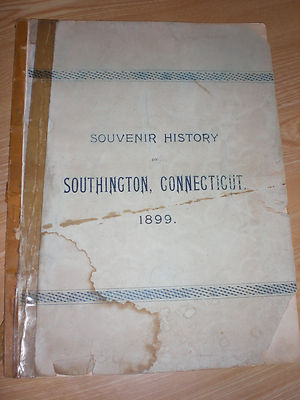 SOUVENIR HISTORY
OF
SOUTHINGTON, CONNECTICUT.
1899.